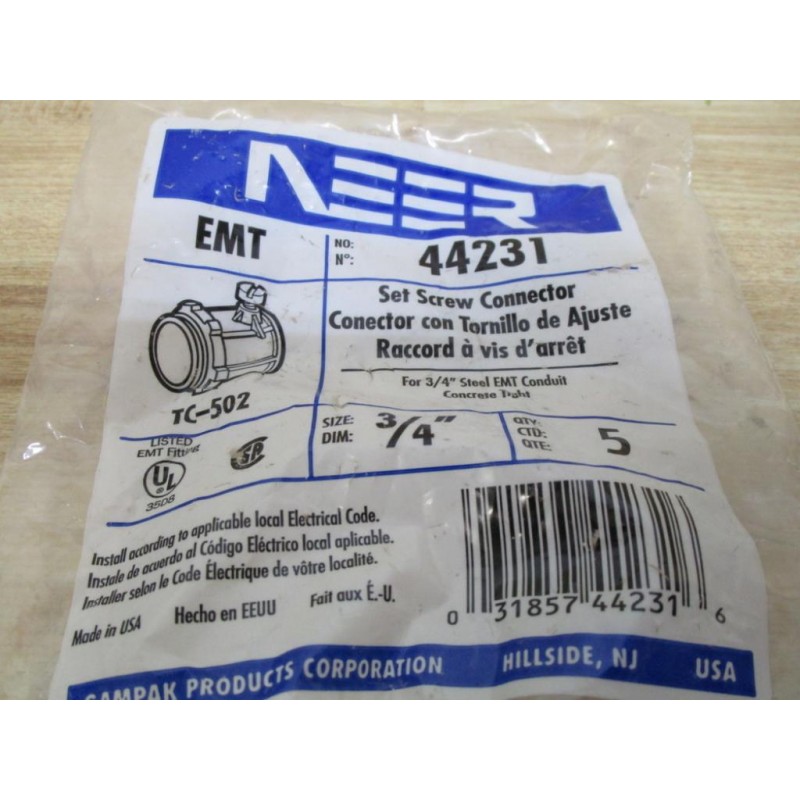 NEER
EMT
NO:
Nº:
44231
Set Screw Connector
Conector con Tornillo de Ajuste
Raccord à vis d'arrêt
For 3/4" Steel EMT Conduit
Concrete Tight
TC-502
SIZE:
DIM:
3/4"
QTY:
CTD:
QTE:
5
LISTED
EMT Fitting
UL
®
35D8
SA
Install according to applicable local Electrical Code.
Instale de acuerdo al Código Eléctrico local aplicable.
Installer selon le Code Électrique de vôtre localité.
Made in USA
Hecho en EEUU
Fait aux É.-U.
0 31857 44231 6
GAMPAK PRODUCTS CORPORATION
HILLSIDE, NJ
USA